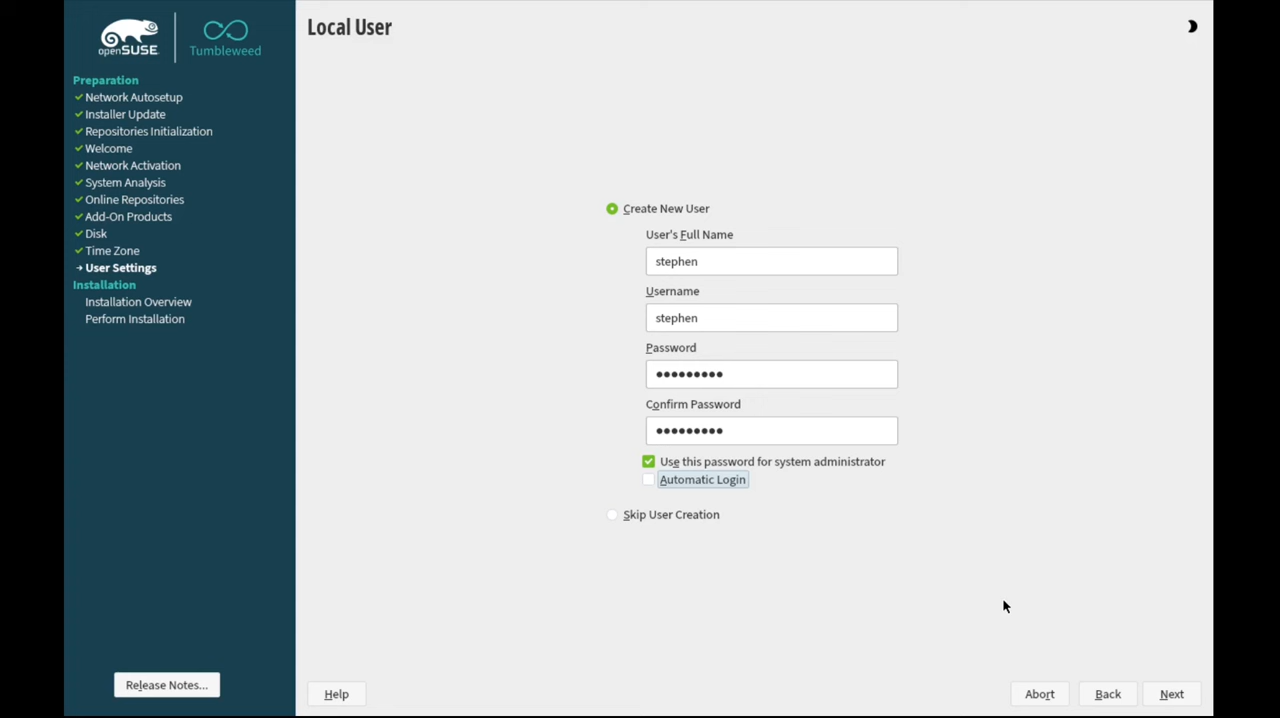 openSUSE
Tumbleweed
Preparation
Network Autosetup
Installer Update
Repositories Initialization
Welcome
Network Activation
System Analysis
Online Repositories
Add-On Products
Disk
Time Zone
User Settings
Installation
Installation Overview
Perform Installation
Release Notes...
Local User
Create New User
User's Full Name
stephen
Username
stephen
Password
●●●●●●●●●
Confirm Password
●●●●●●●●●
Use this password for system administrator
Automatic Login
Skip User Creation
Help
Abort
Back
Next